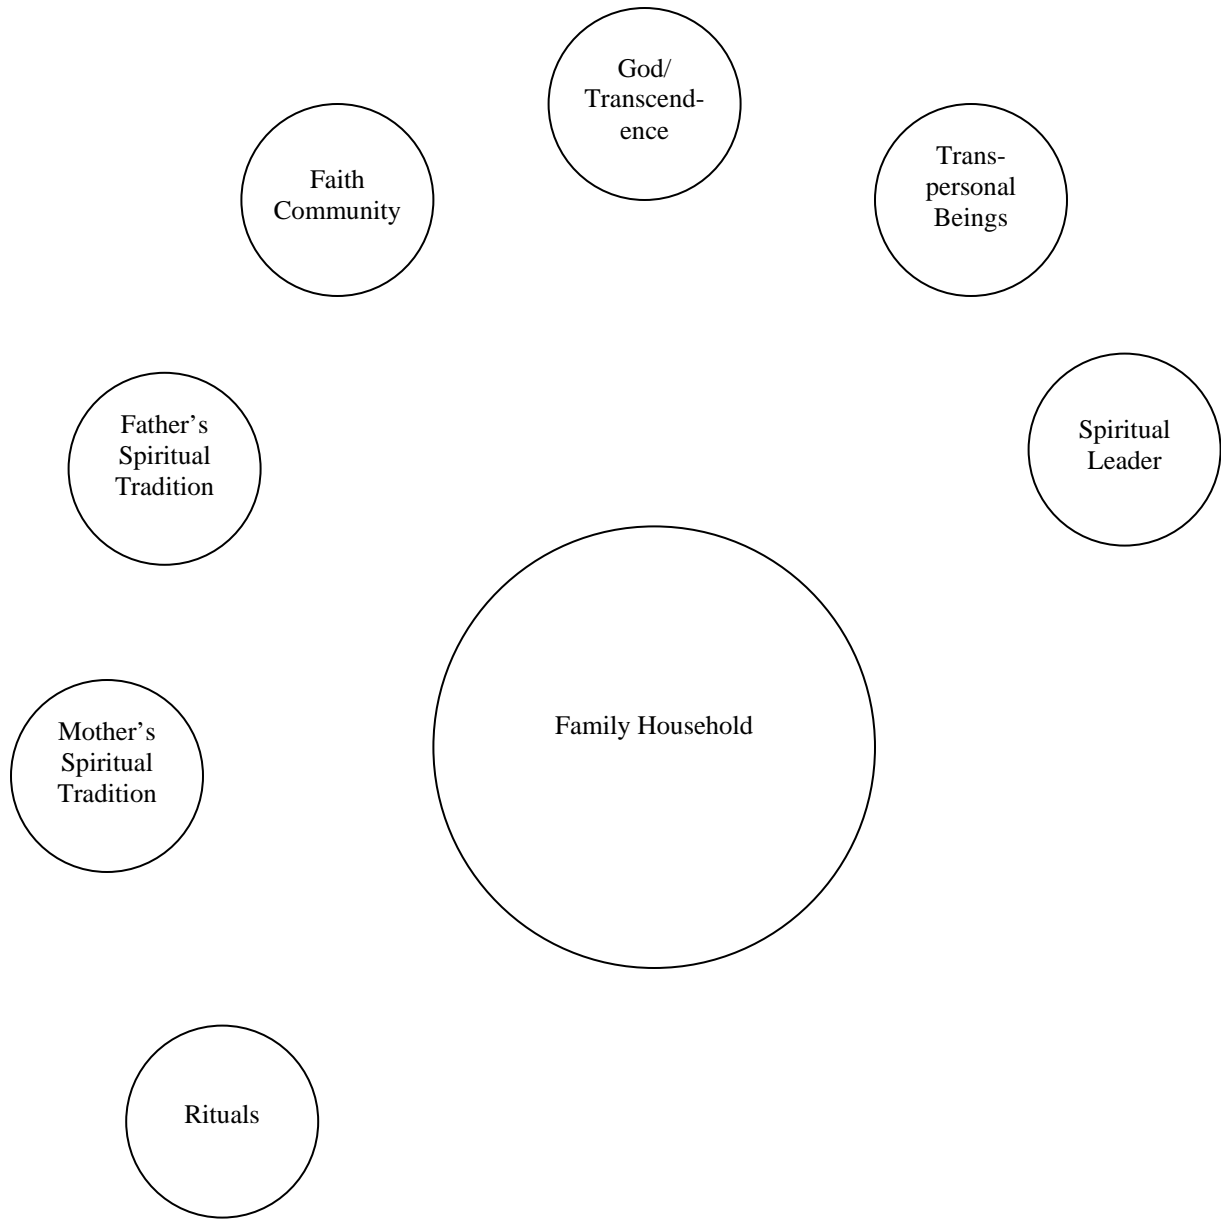 God/
Transcend-
ence
Faith
Community
Trans-
personal
Beings
Father’s
Spiritual
Tradition
Spiritual
Leader
Family Household
Mother’s
Spiritual
Tradition
Rituals